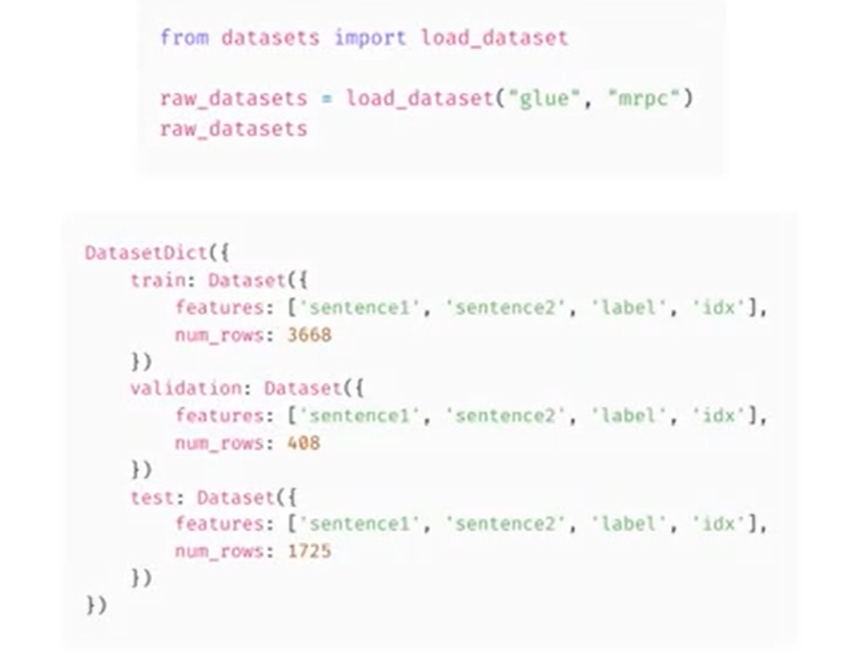 from datasets import load_dataset
raw_datasets = load_dataset("glue", "mrpc")
raw_datasets
DatasetDict({
train: Dataset({
features: ['sentence1', 'sentence2', 'label', 'idx'],
num_rows: 3668
})
validation: Dataset({
features: ['sentence1', 'sentence2', 'label', 'idx'],
num_rows: 408
})
test: Dataset({
features: ['sentence1', 'sentence2', 'label', 'idx'],
num_rows: 1725
})
})